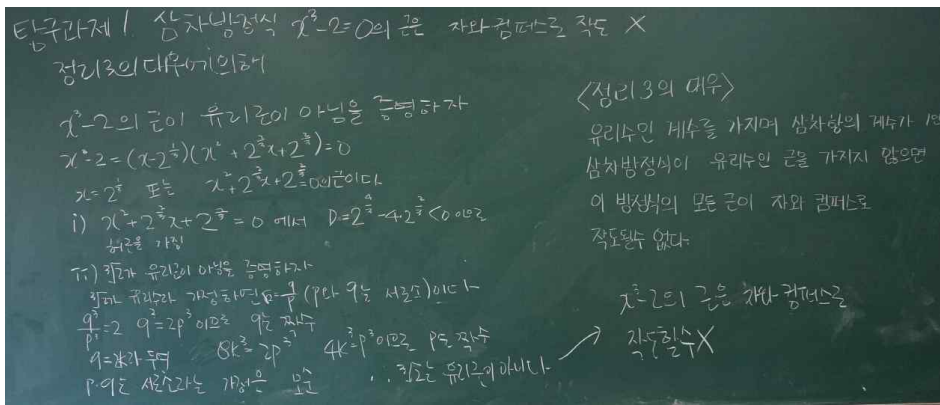 탐구과제 1. 삼차방정식 x³-2=0의 근은 자와 컴퍼스로 작도 X
정리3의 대우에 의해
x³-2의 근이 유리근이 아님을 증명하자
x³-2=(x-2^{1/3})(x²+2^{1/3}x+2^{2/3})=0
x=2^{1/3} 또는 x²+2^{1/3}x+2^{2/3}=0의 근이다
i) x²+2^{1/3}x+2^{2/3}=0 에서 <0 이므로
허근을 가짐
ii) ∛2가 유리근이 아님을 증명하자
∛2가 유리수라 가정하면 ∛2=q/p (p와 q는 서로소)이다
q³/p³=2 q³=2p³ 이므로 q는 짝수
q=2k라 두면 8k³=2p³ 4k³=p³이므로 p도 짝수
p, q는 서로소라는 가정은 모순 ∴ ∛2는 유리근이 아니다
<정리3의 대우>
유리수인 계수를 가지며 삼차항의 계수가 1인
삼차방정식이 유리수인 근을 가지지 않으면
이 방정식의 모든 근이 자와 컴퍼스로
작도될수 없다.
x³-2의 근은 자와 컴퍼스로
작도할수X